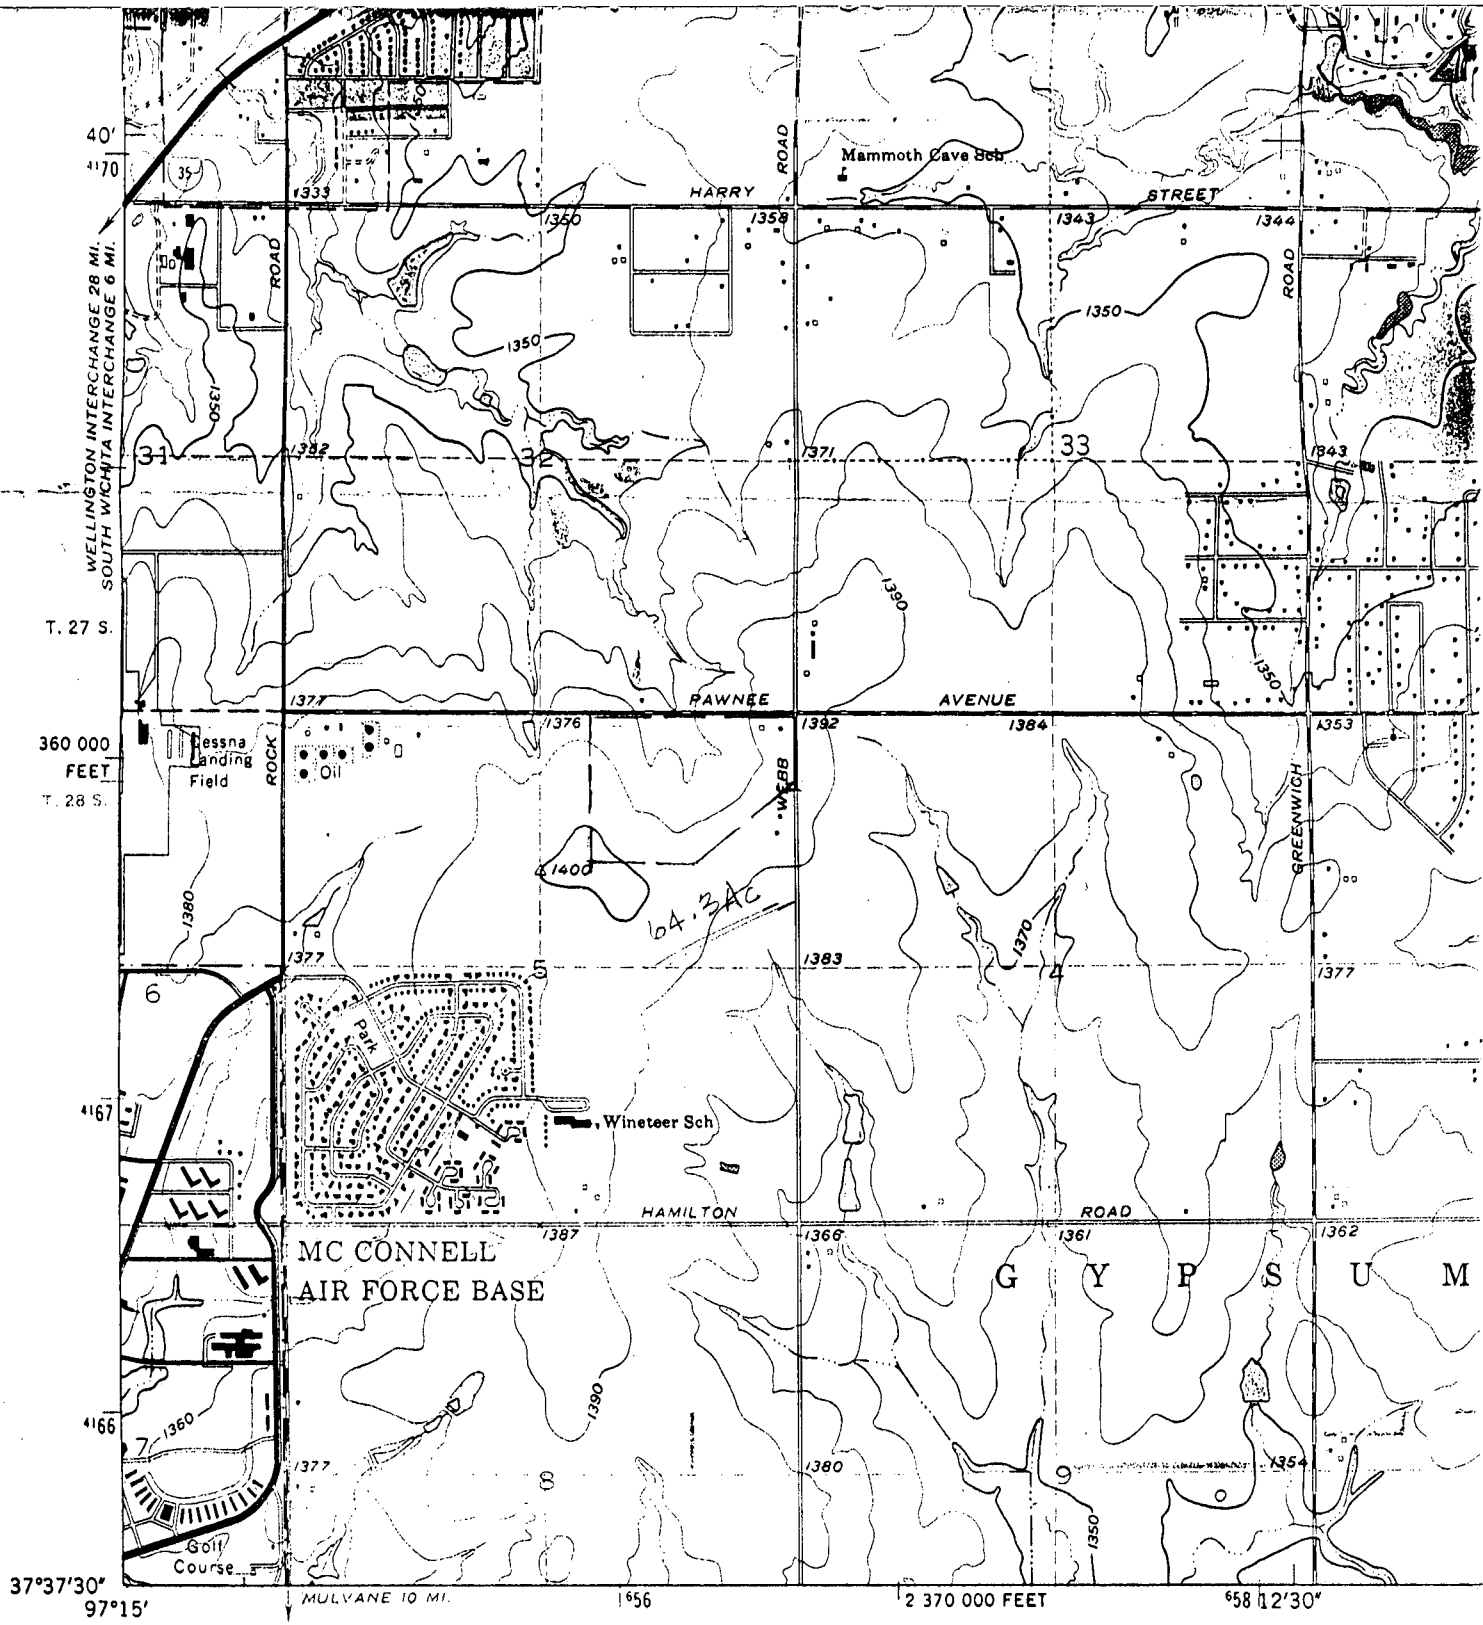 40'
4170
35
ROAD
Mammoth Cave Sch
1333
HARRY
STREET
1350
1358
1343
1344
ROAD
ROAD
WELLINGTON INTERCHANGE 28 MI.
SOUTH WICHITA INTERCHANGE 6 MI.
1350
1350
1350
31
1382
32
1371
33
1343
1390
T. 27 S.
1350
1377
PAWNEE
AVENUE
1376
1392
1384
1353
360 000
FEET
T. 28 S.
Cessna
Landing
Field
ROCK
Oil
WEBB
GREENWICH
1400
64.3Ac
1380
1370
1377
5
1383
4
1377
6
Park
4167
Wineteer Sch
HAMILTON
ROAD
1387
1366
1361
1362
MC CONNELL
AIR FORCE BASE
G Y P S U M
1390
4166
1360
7
1377
8
1380
9
1354
1350
Golf
Course
37°37'30"
97°15'
MULVANE 10 MI.
656
2 370 000 FEET
658
12'30"